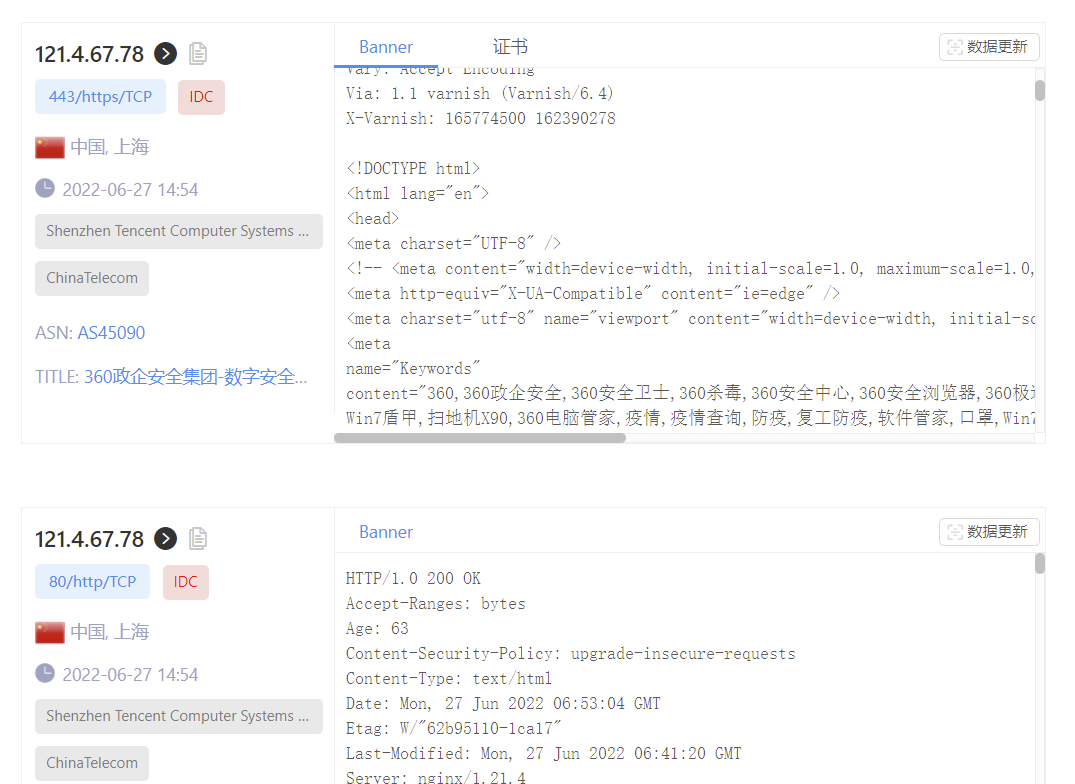 121.4.67.78
443/https/TCP IDC
中国, 上海
2022-06-27 14:54
Shenzhen Tencent Computer Systems ...
ChinaTelecom
ASN: AS45090
TITLE: 360政企安全集团-数字安全...
Banner 证书 数据更新
Vary: Accept-Encoding
Via: 1.1 varnish (Varnish/6.4)
X-Varnish: 165774500 162390278
<!DOCTYPE html>
<html lang="en">
<head>
<meta charset="UTF-8" />
<!-- <meta content="width=device-width, initial-scale=1.0, maximum-scale=1.0,
<meta http-equiv="X-UA-Compatible" content="ie=edge" />
<meta charset="utf-8" name="viewport" content="width=device-width, initial-sc
<meta
name="Keywords"
content="360,360政企安全,360安全卫士,360杀毒,360安全中心,360安全浏览器,360极速
Win7盾甲,扫地机X90,360电脑管家,疫情,疫情查询,防疫,复工防疫,软件管家,口罩,Win7
121.4.67.78
80/http/TCP IDC
中国, 上海
2022-06-27 14:54
Shenzhen Tencent Computer Systems ...
ChinaTelecom
Banner 数据更新
HTTP/1.0 200 OK
Accept-Ranges: bytes
Age: 63
Content-Security-Policy: upgrade-insecure-requests
Content-Type: text/html
Date: Mon, 27 Jun 2022 06:53:04 GMT
Etag: W/"62b95110-1ca17"
Last-Modified: Mon, 27 Jun 2022 06:41:20 GMT
Server: nginx/1.21.4